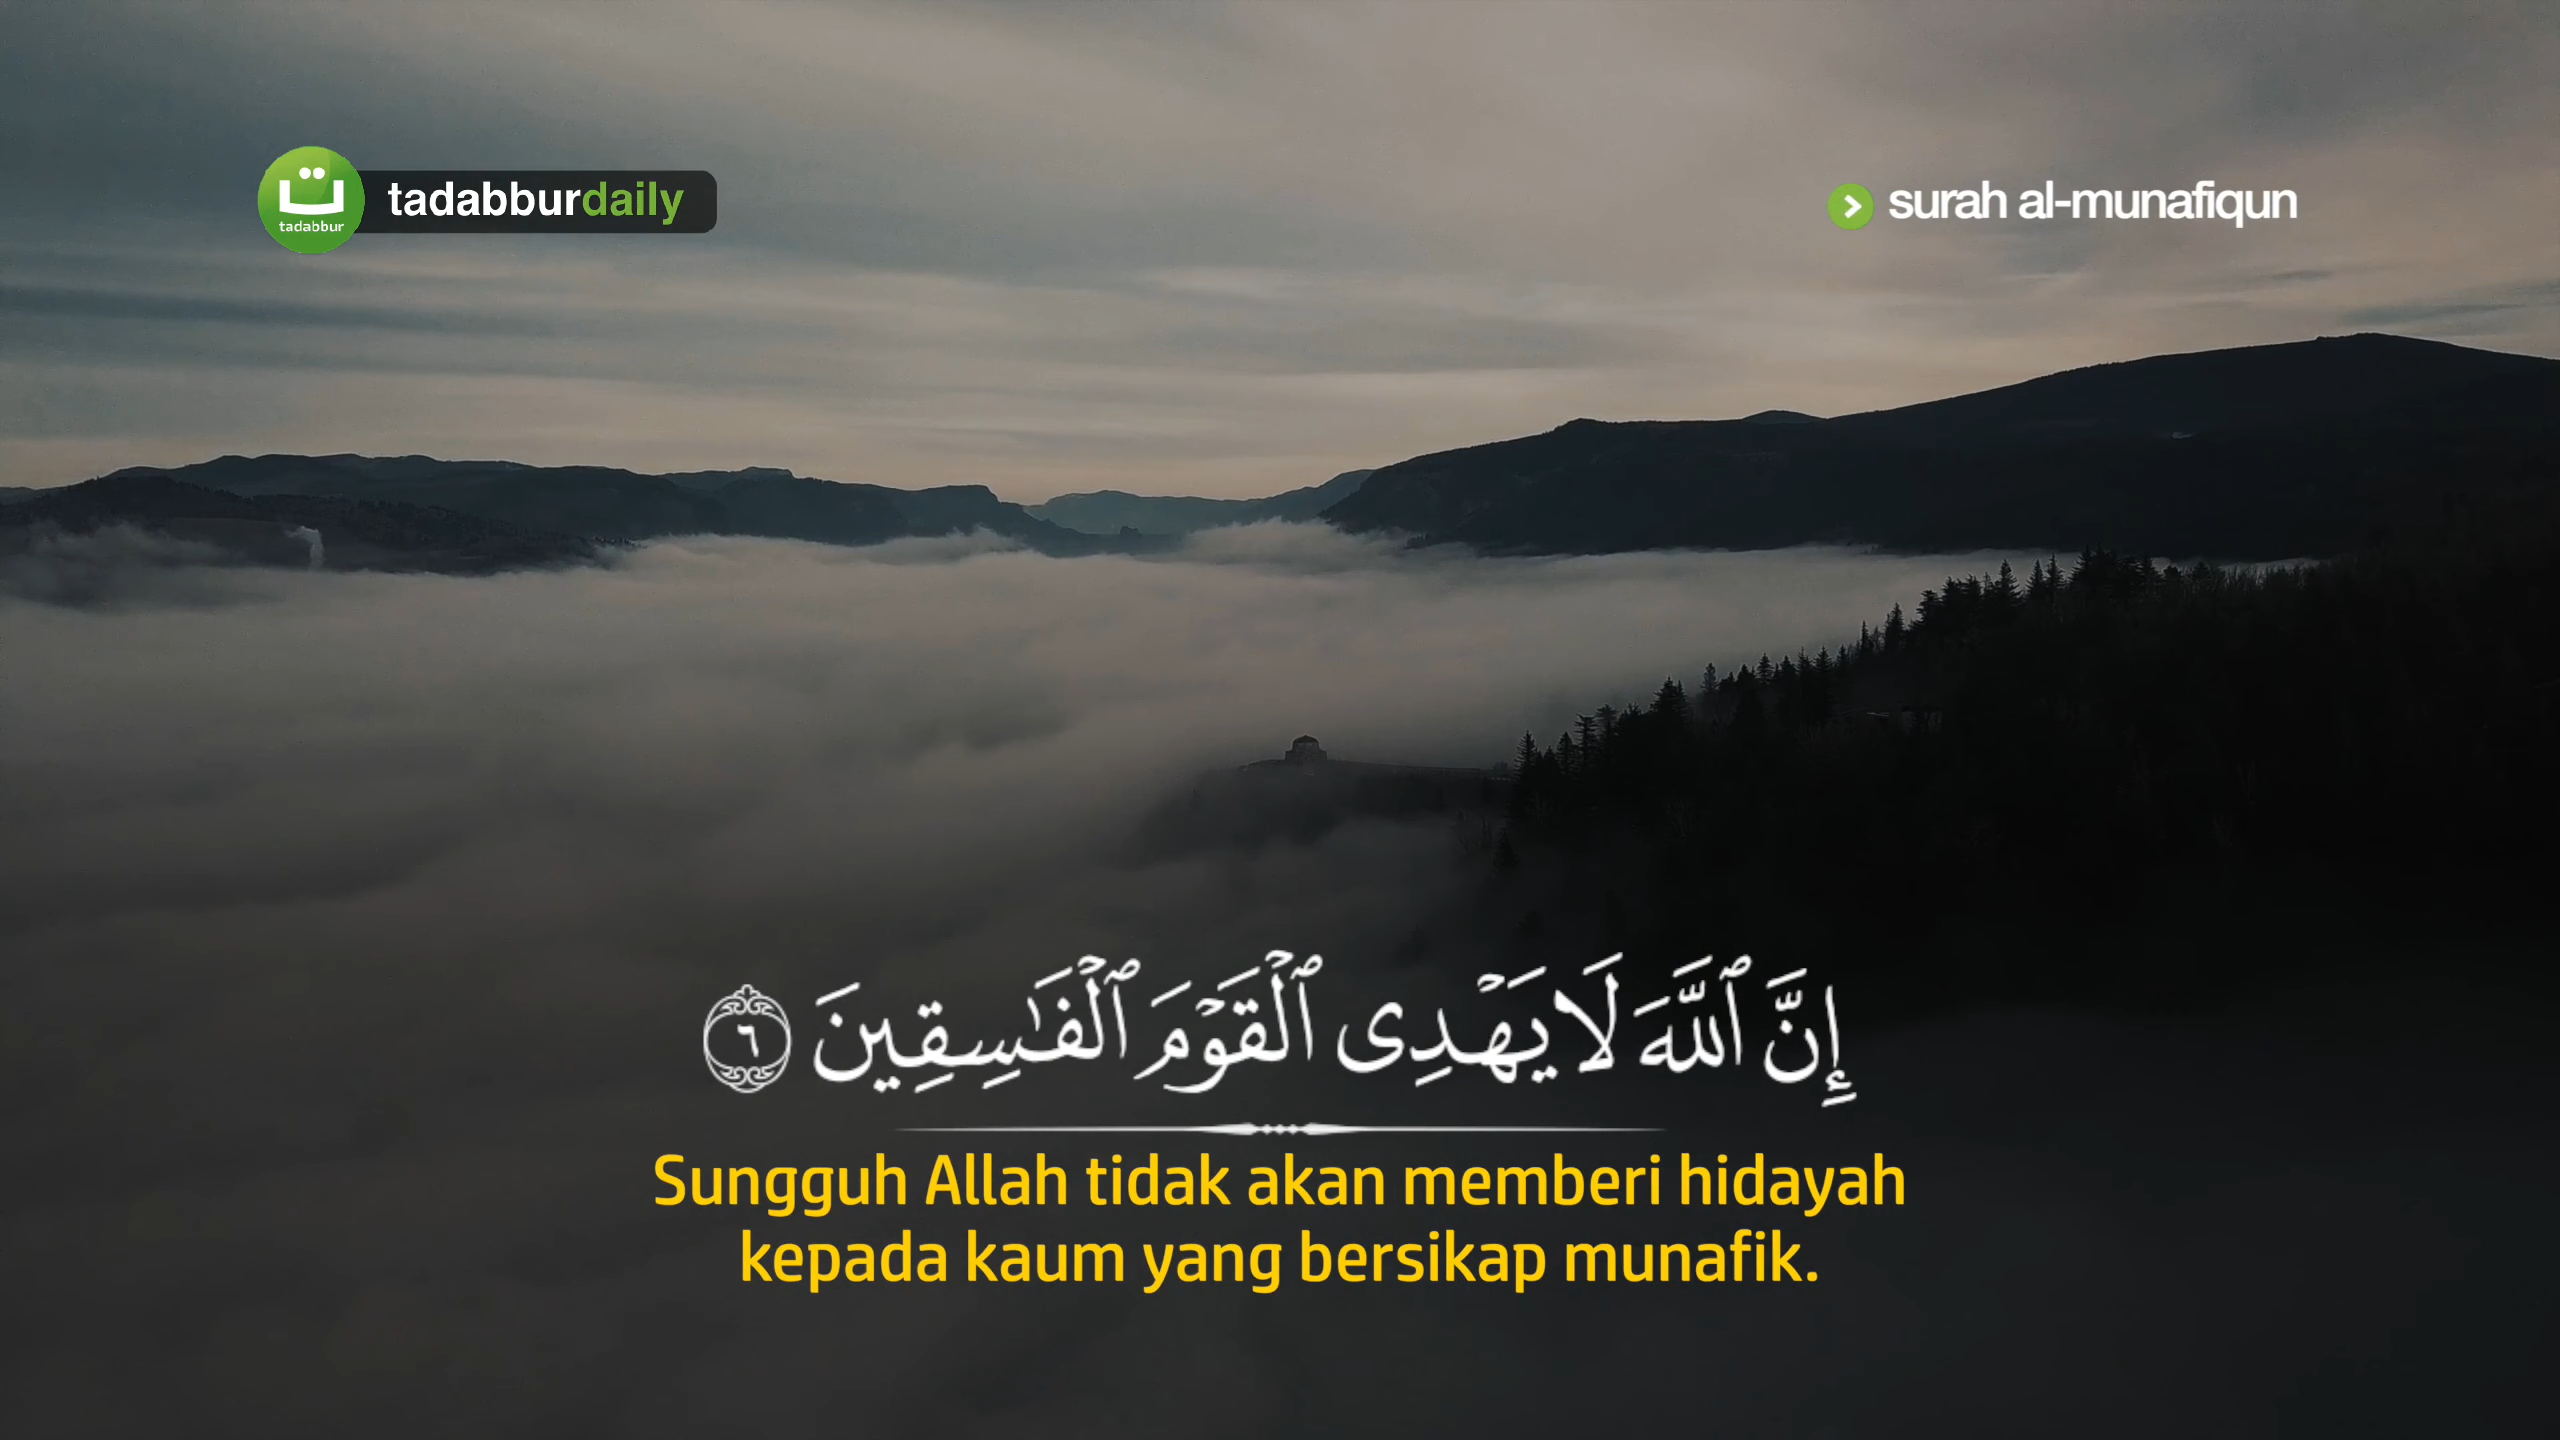 ت
tadabbur
tadabburdaily
surah al-munafiqun
إِنَّ ٱللَّهَ لَا يَهْدِى ٱلْقَوْمَ ٱلْفَـٰسِقِينَ ٦
Sungguh Allah tidak akan memberi hidayah
kepada kaum yang bersikap munafik.